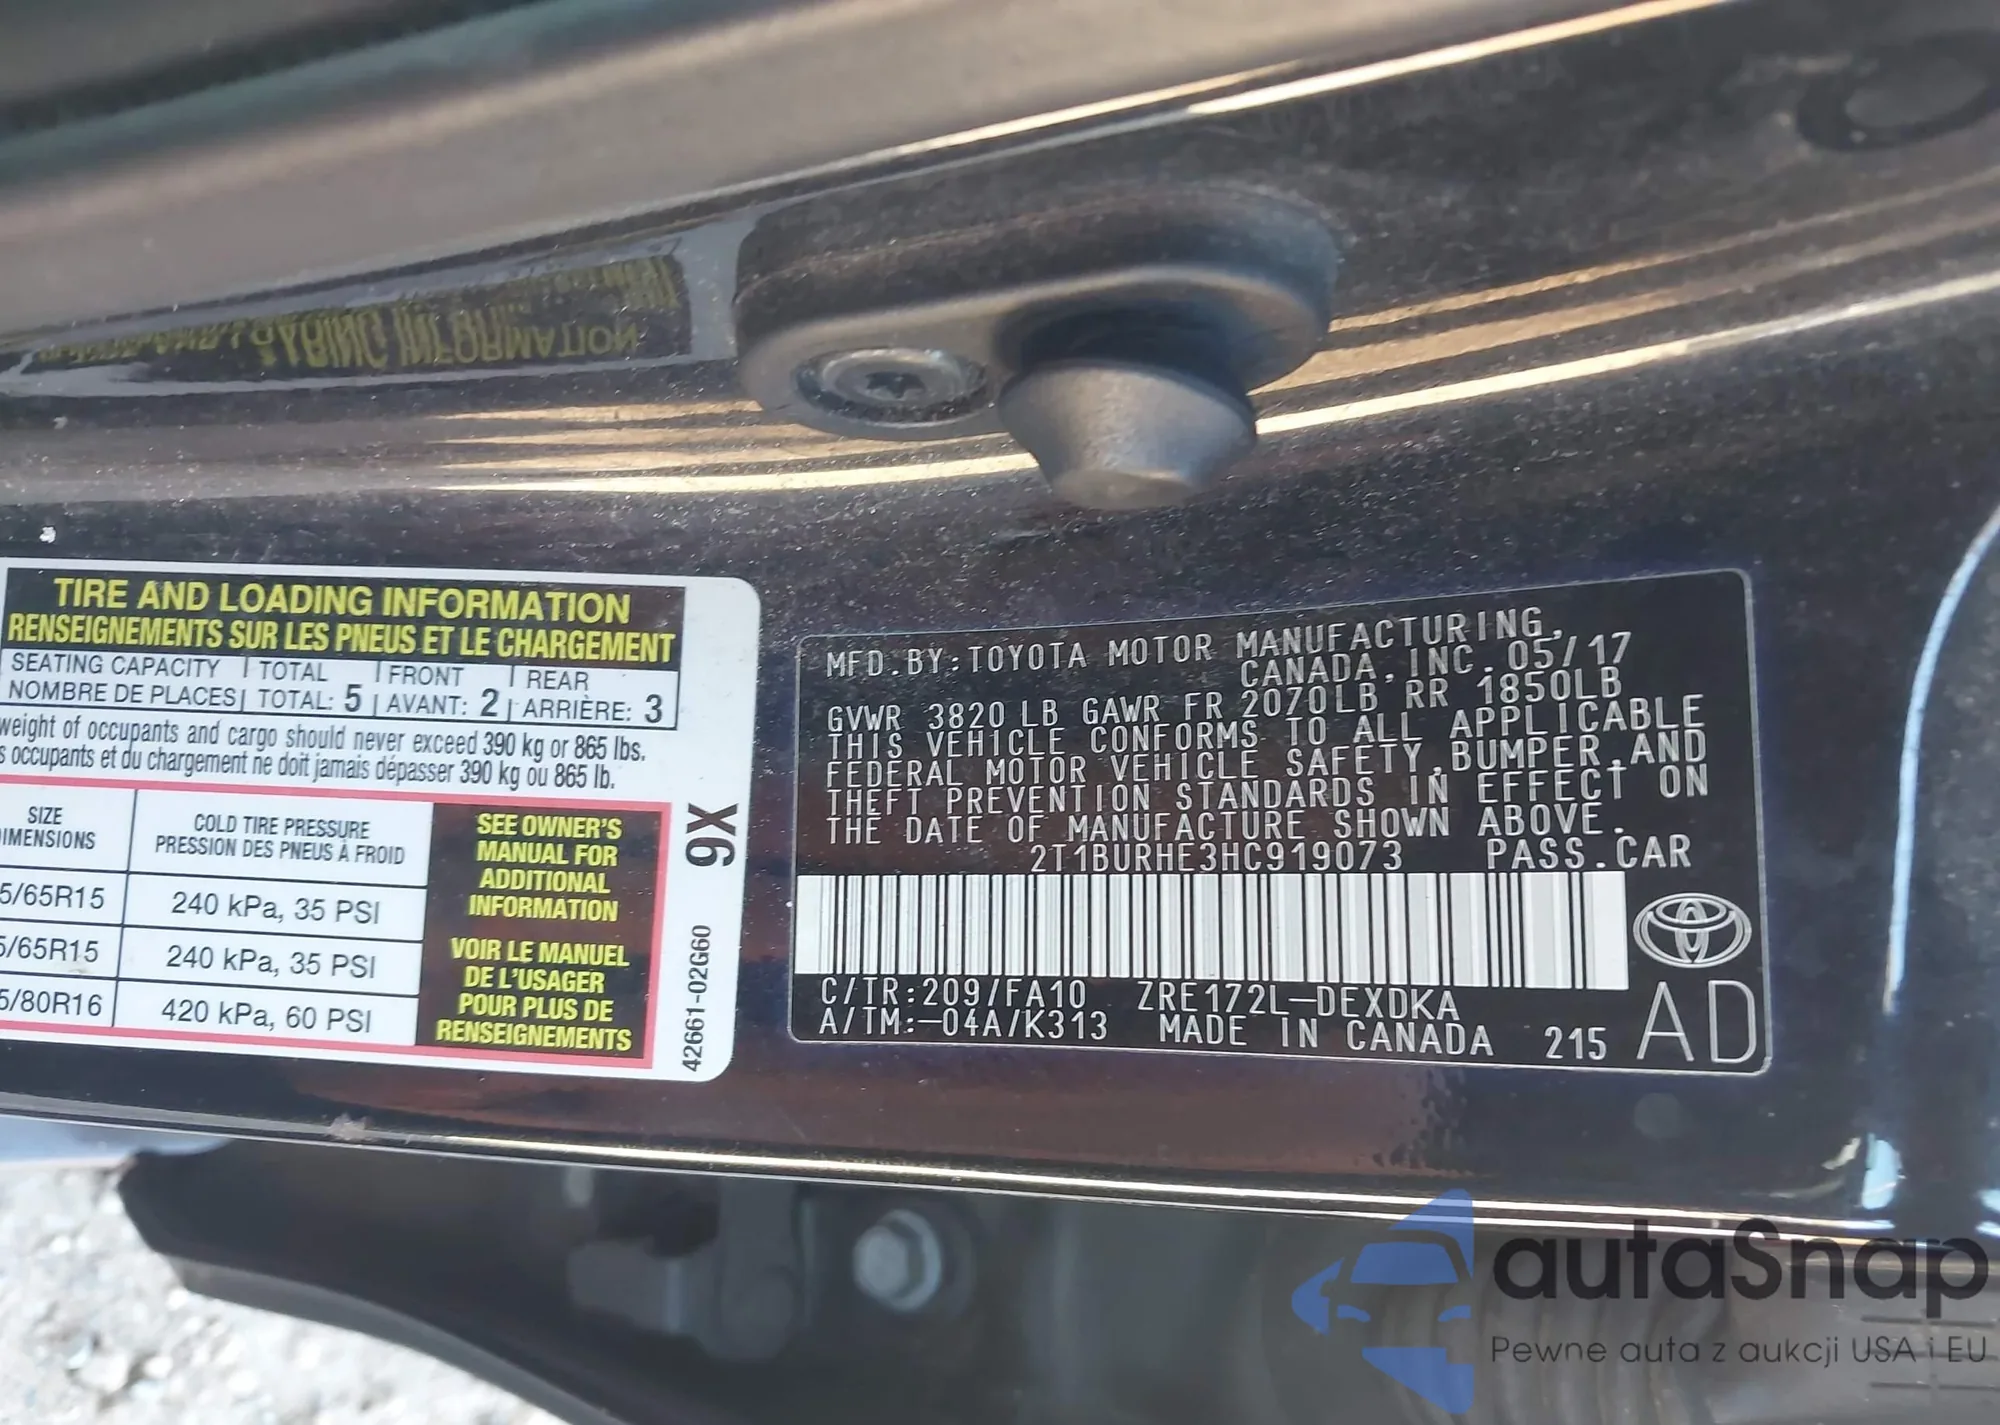 TIRE AND LOADING INFORMATION
RENSEIGNEMENTS SUR LES PNEUS ET LE CHARGEMENT
SEATING CAPACITY | TOTAL | FRONT | REAR
NOMBRE DE PLACES | TOTAL: 5 | AVANT: 2 | ARRIÈRE: 3
weight of occupants and cargo should never exceed 390 kg or 865 lbs.
occupants et du chargement ne doit jamais dépasser 390 kg ou 865 lb.
SIZE
DIMENSIONS
COLD TIRE PRESSURE
PRESSION DES PNEUS À FROID
5/65R15 240 kPa, 35 PSI
5/65R15 240 kPa, 35 PSI
5/80R16 420 kPa, 60 PSI
SEE OWNER'S
MANUAL FOR
ADDITIONAL
INFORMATION
VOIR LE MANUEL
DE L'USAGER
POUR PLUS DE
RENSEIGNEMENTS
9X
42661-02G60
MFD.BY:TOYOTA MOTOR MANUFACTURING,
CANADA, INC. 05/17
GVWR 3820 LB GAWR FR 2070LB RR 1850LB
THIS VEHICLE CONFORMS TO ALL APPLICABLE
FEDERAL MOTOR VEHICLE SAFETY,BUMPER,AND
THEFT PREVENTION STANDARDS IN EFFECT ON
THE DATE OF MANUFACTURE SHOWN ABOVE.
2T1BURHE3HC919073 PASS.CAR
C/TR:209/FA10 ZRE172L-DEXDKA
A/TM:-04A/K313 MADE IN CANADA 215
AD
autaSnap
Pewne auta z aukcji USA i EU